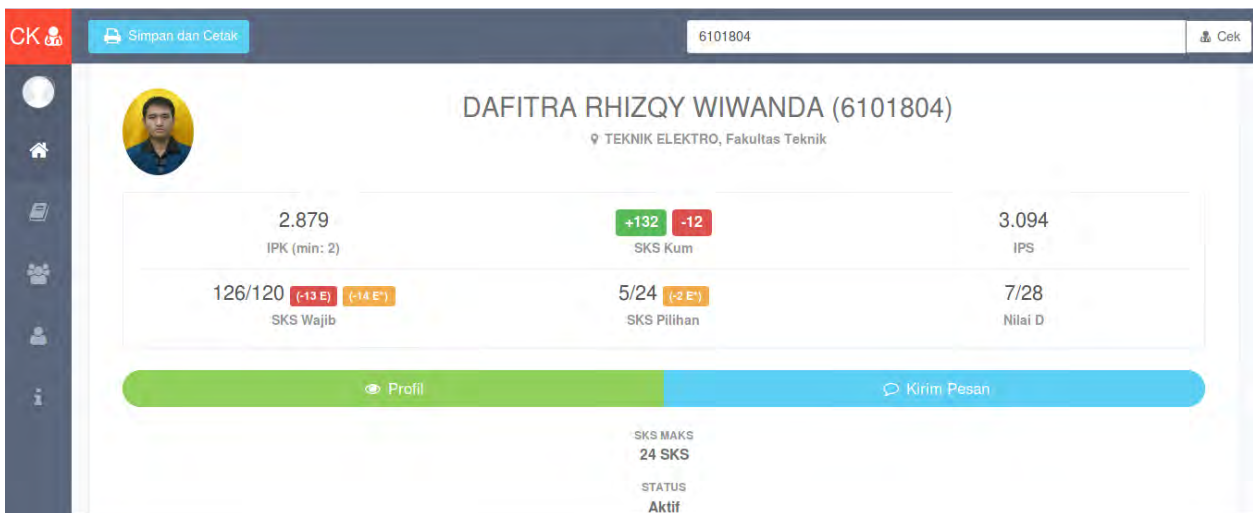 CK
Simpan dan Cetak
6101804
Cek
DAFITRA RHIZQY WIWANDA (6101804)
TEKNIK ELEKTRO, Fakultas Teknik
2.879
IPK (min: 2)
+132 -12
SKS Kum
3.094
IPS
126/120 (-13 E) (-14 E*)
SKS Wajib
5/24 (-2 E*)
SKS Pilihan
7/28
Nilai D
Profil
Kirim Pesan
SKS MAKS
24 SKS
STATUS
Aktif